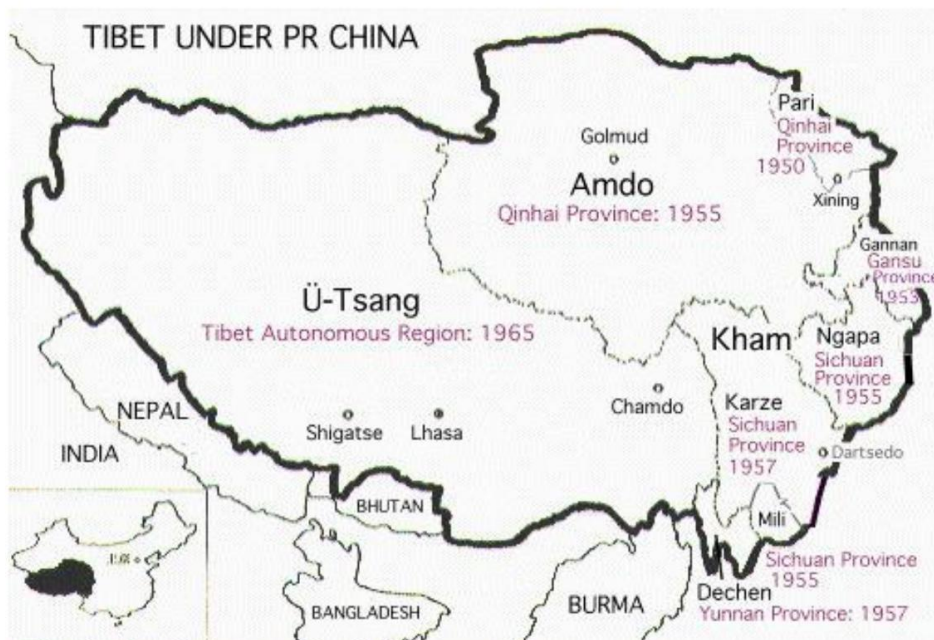 TIBET UNDER PR CHINA
Pari
Qinhai
Province
1950
Golmud
Amdo
Qinhai Province: 1955
Xining
Gannan
Gansu
Province
1953
Ü-Tsang
Tibet Autonomous Region: 1965
Kham
Ngapa
Sichuan
Province
1955
Chamdo
Karze
Sichuan
Province
1957
NEPAL
Shigatse
Lhasa
INDIA
Dartsedo
BHUTAN
Mili
Sichuan Province
1955
Dechen
Yunnan Province: 1957
BANGLADESH
BURMA